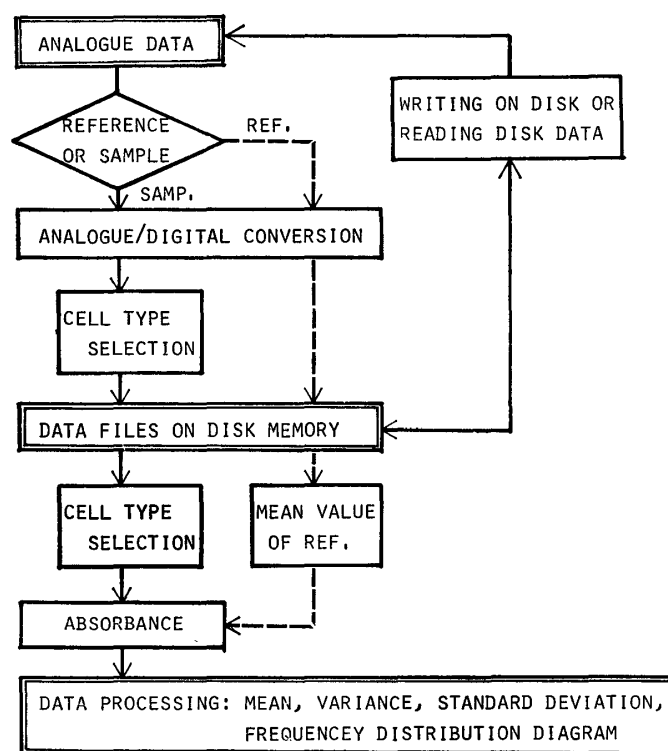 ANALOGUE DATA
WRITING ON DISK OR
READING DISK DATA
REFERENCE
OR SAMPLE
REF.
SAMP.
ANALOGUE/DIGITAL CONVERSION
CELL TYPE
SELECTION
DATA FILES ON DISK MEMORY
CELL TYPE
SELECTION
MEAN VALUE
OF REF.
ABSORBANCE
DATA PROCESSING: MEAN, VARIANCE, STANDARD DEVIATION,
FREQUENCEY DISTRIBUTION DIAGRAM